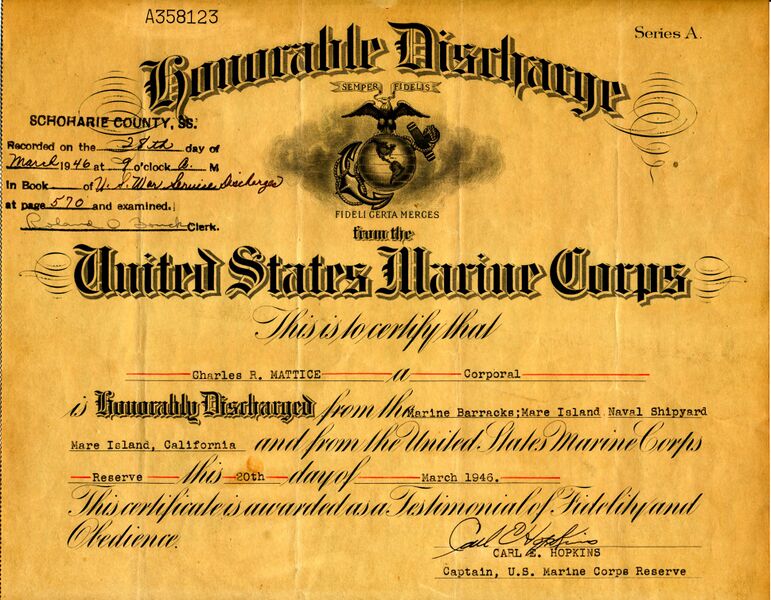 A358123
Series A.
Honorable Discharge
SEMPER FIDELIS
SCHOHARIE COUNTY, SS.
Recorded on the 28th day of
March 1946 at 9 o'clock A. M
in Book of U. S. War Service Discharges
at page 570 and examined.
Roland O Bouck Clerk.
FIDELI CERTA MERCES
from the
United States Marine Corps
This is to certify that
Charles R. MATTICE a Corporal
is Honorably Discharged from the Marine Barracks; Mare Island Naval Shipyard
Mare Island, California and from the United States Marine Corps
Reserve this 20th day of March 1946.
This certificate is awarded as a Testimonial of Fidelity and
Obedience.
Carl E Hopkins
CARL E. HOPKINS
Captain, U.S. Marine Corps Reserve